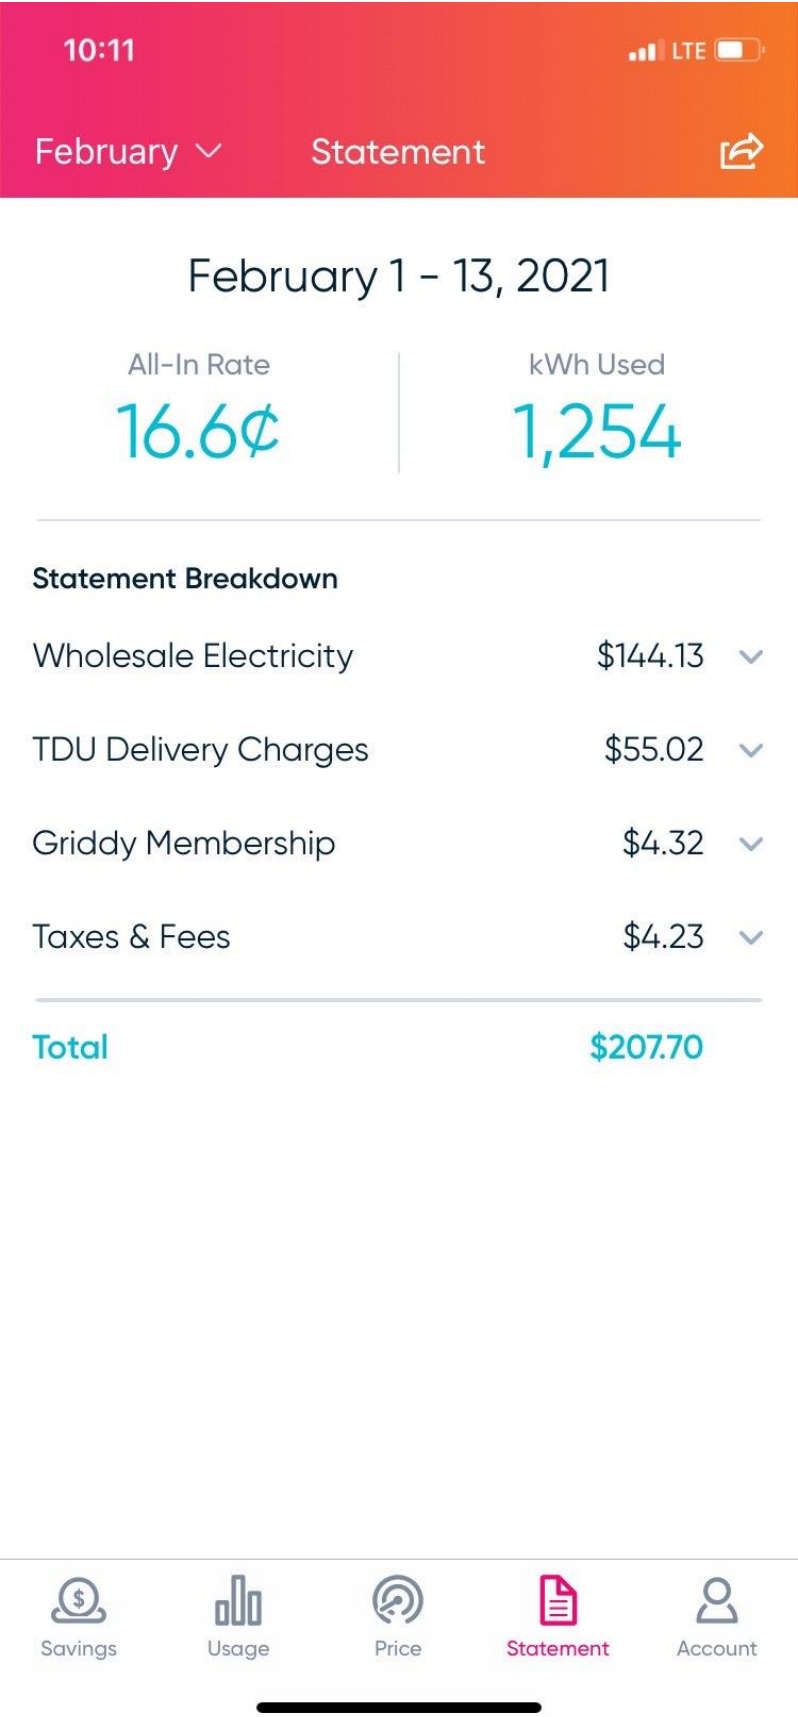 10:11 LTE
February Statement
February 1 - 13, 2021
All-In Rate kWh Used
16.6¢ 1,254
Statement Breakdown
Wholesale Electricity $144.13
TDU Delivery Charges $55.02
Griddy Membership $4.32
Taxes & Fees $4.23
Total $207.70
Savings Usage Price Statement Account